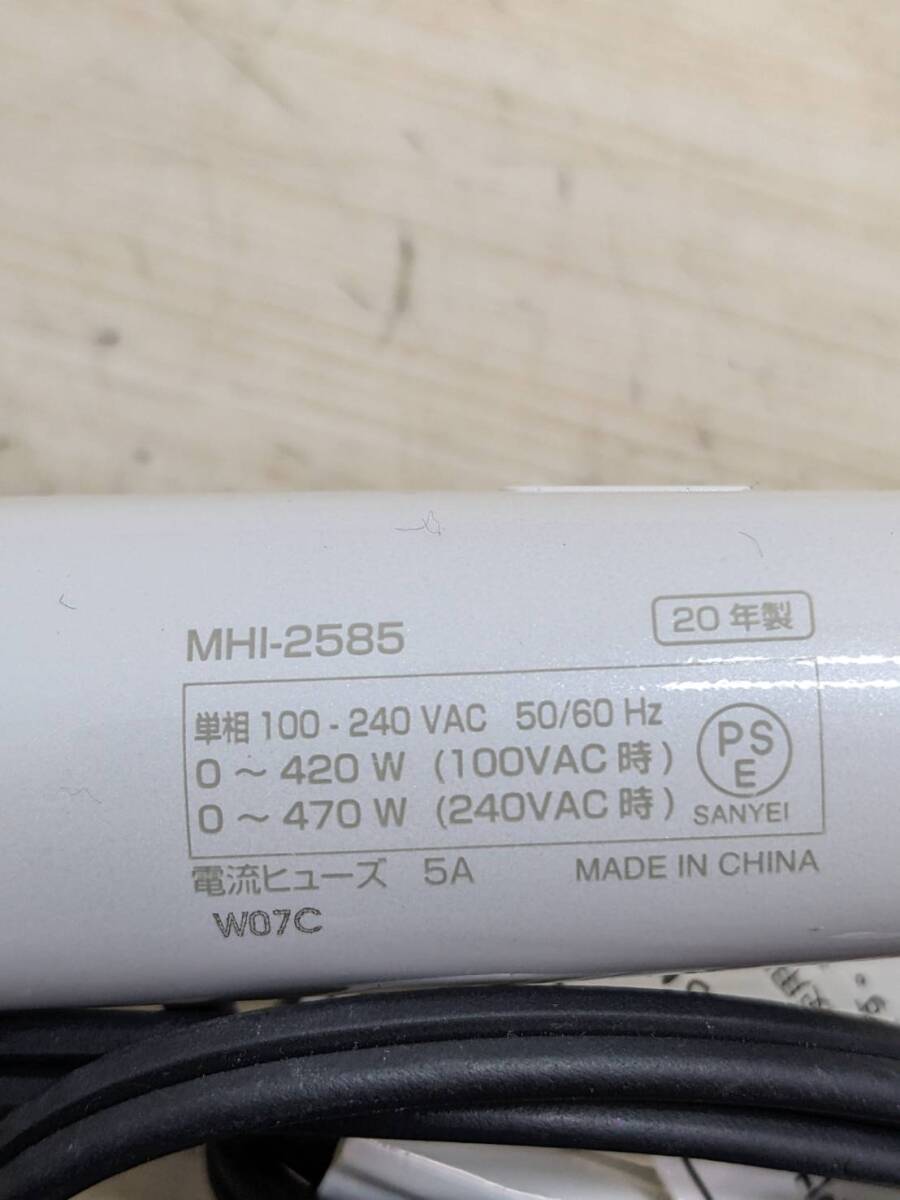 MHI-2585
20年製
単相 100 - 240 VAC 50/60 Hz
0 ～ 420 W (100VAC 時)
0 ～ 470 W (240VAC 時)
PS
E
SANYEI
電流ヒューズ 5A
MADE IN CHINA
W07C